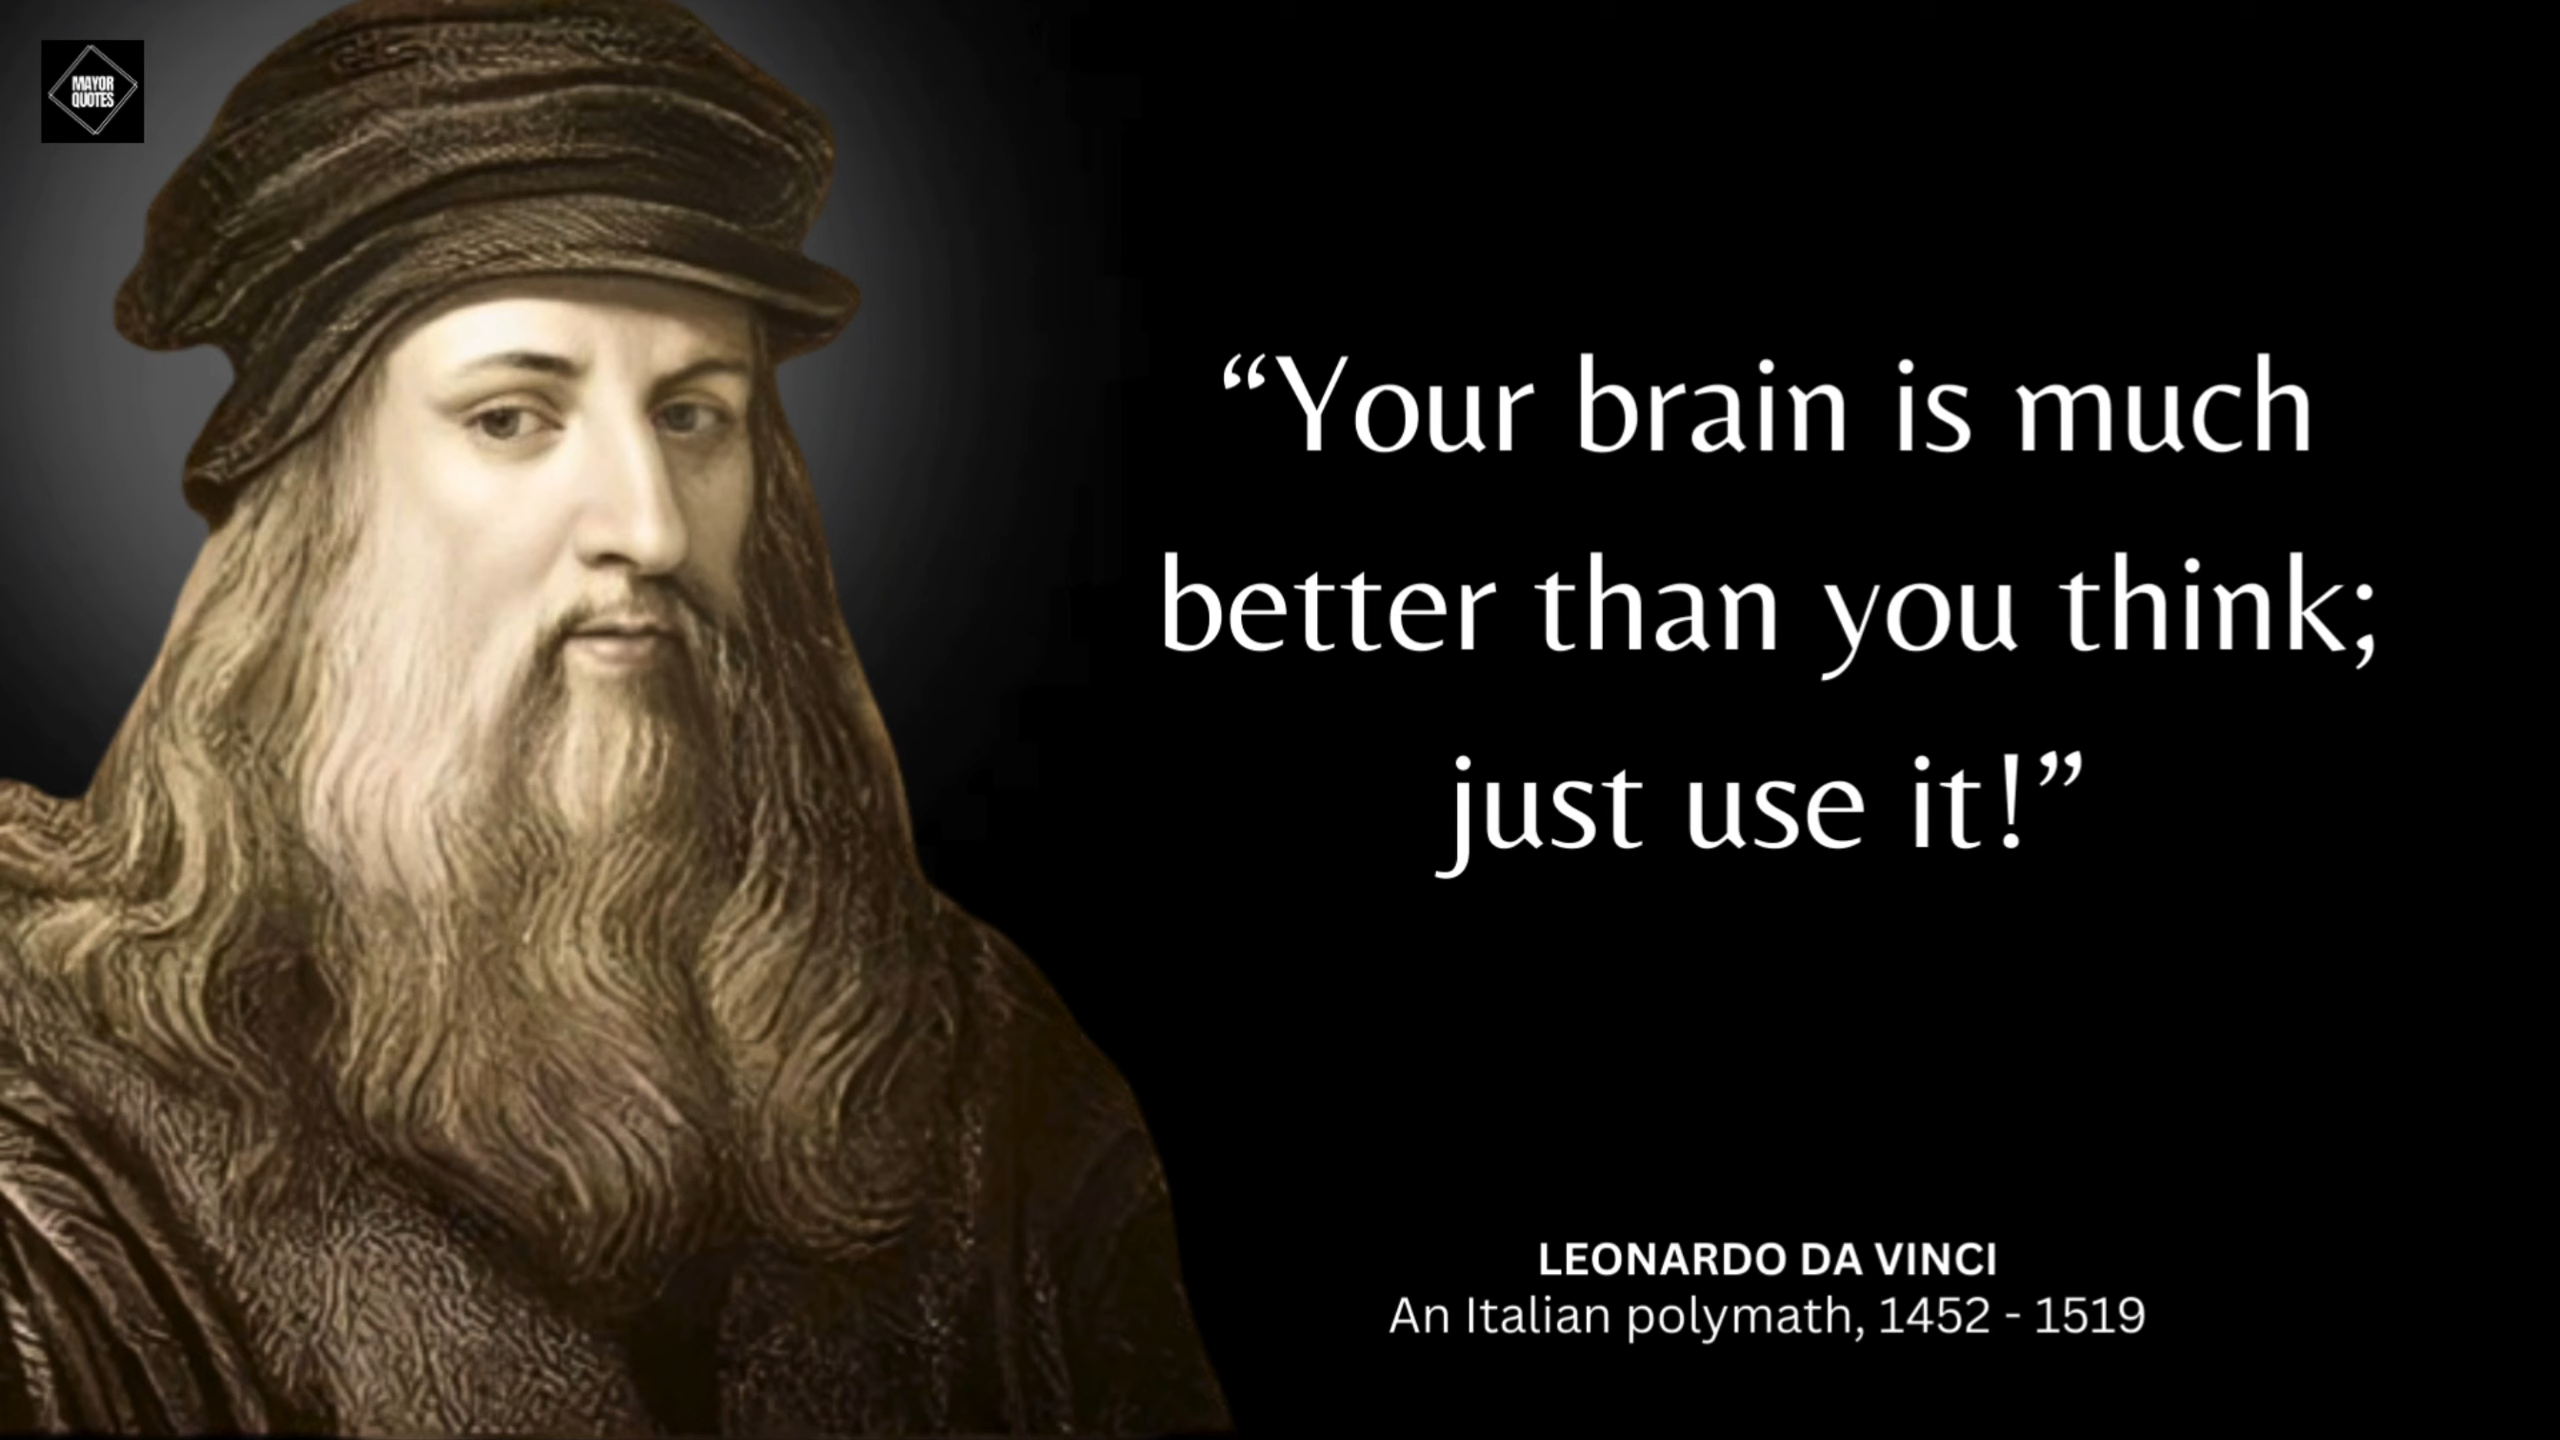 MAYOR
QUOTES
“Your brain is much
better than you think;
just use it!”
LEONARDO DA VINCI
An Italian polymath, 1452 - 1519